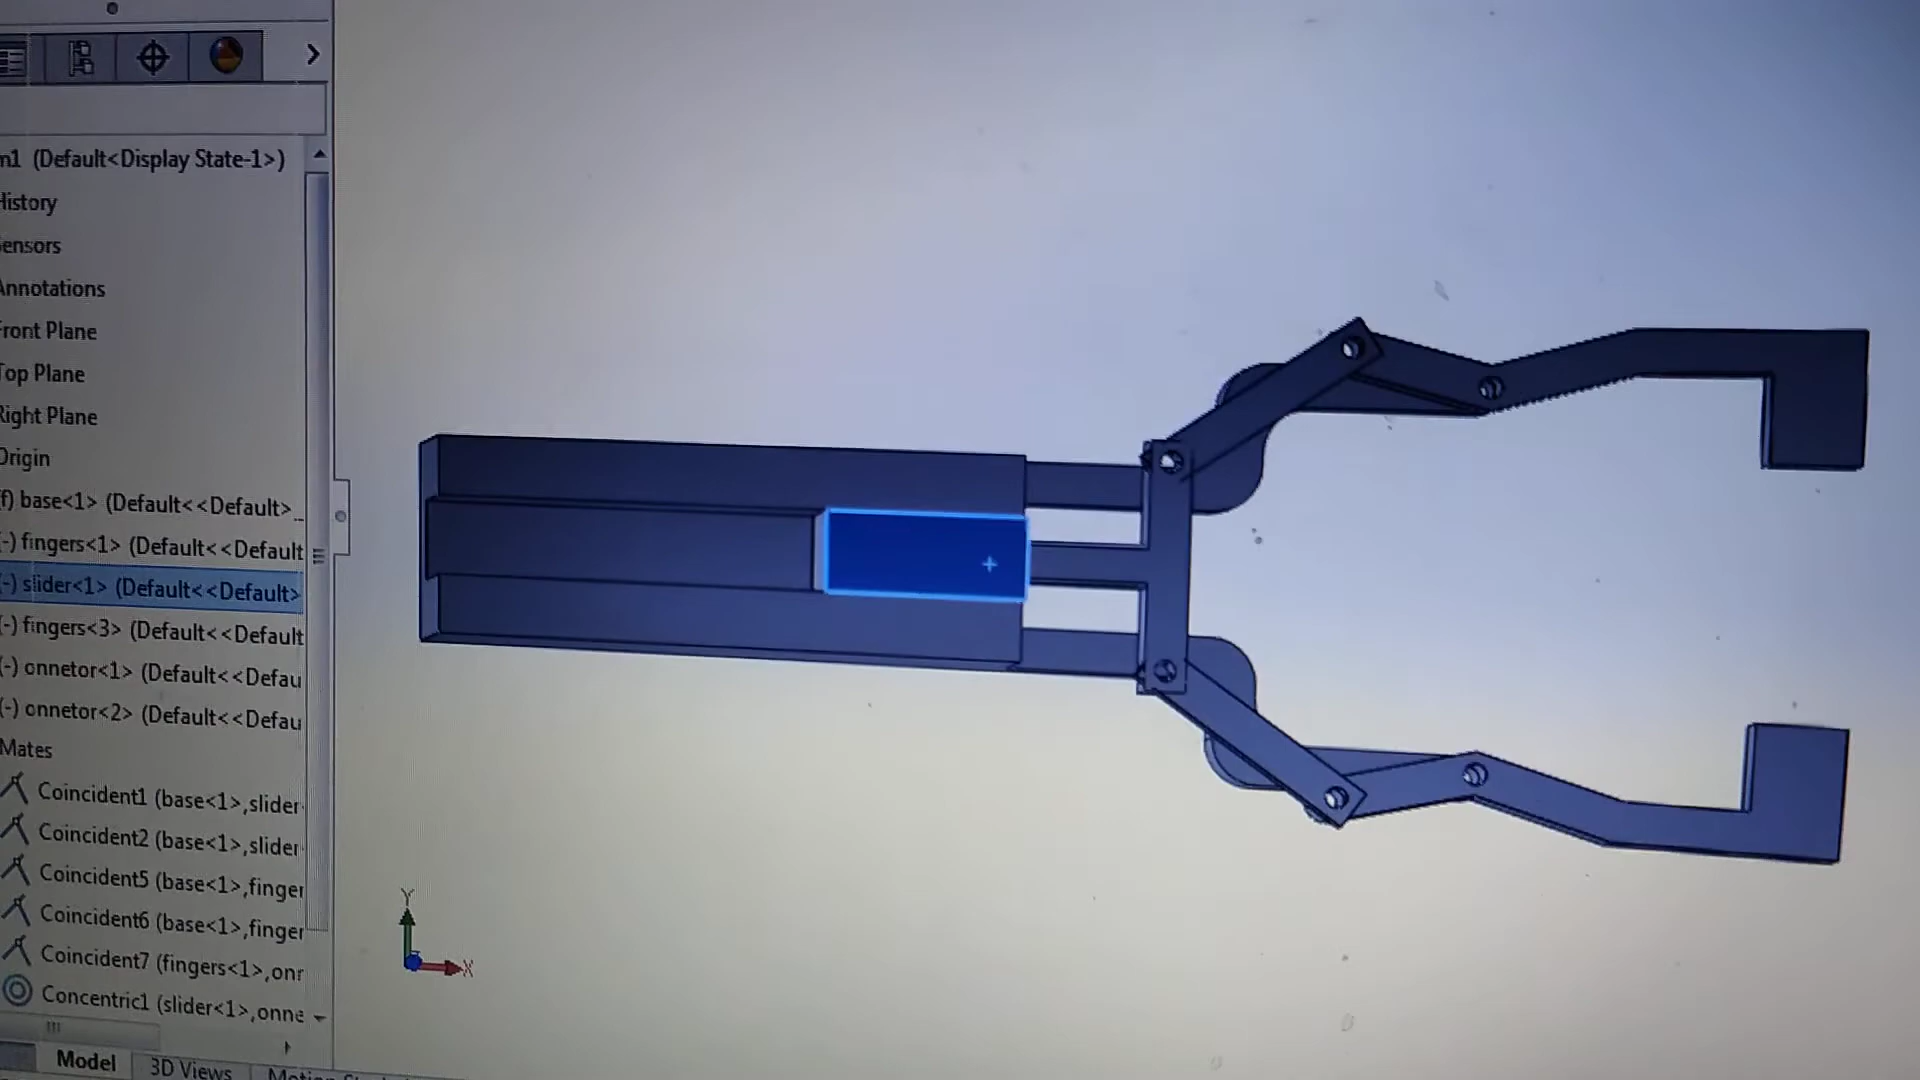 m1 (Default<Display State-1>)
History
Sensors
Annotations
Front Plane
Top Plane
Right Plane
Origin
(f) base<1> (Default<<Default>...
(-) fingers<1> (Default<<Default
(-) slider<1> (Default<<Default>
(-) fingers<3> (Default<<Default
(-) onnetor<1> (Default<<Defau
(-) onnetor<2> (Default<<Defau
Mates
Coincident1 (base<1>,slider
Coincident2 (base<1>,slider
Coincident5 (base<1>,finger
Coincident6 (base<1>,finger
Coincident7 (fingers<1>,onr
Concentric1 (slider<1>,onne
Model
3D Views
Y
X